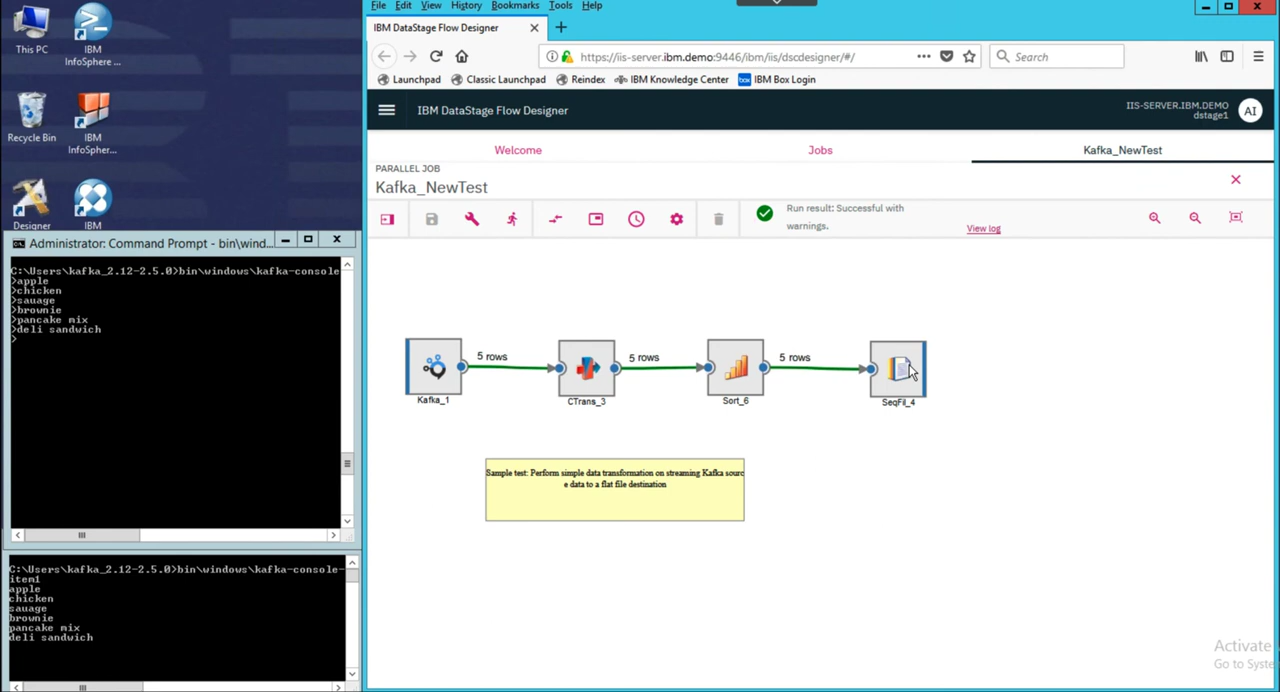 This PC
IBM
InfoSphere ...
Recycle Bin
IBM
InfoSpher...
Designer
IBM
Administrator: Command Prompt - bin\wind...
C:\Users\kafka_2.12-2.5.0>bin\windows\kafka-console
>apple
>chicken
>sauage
>brownie
>pancake mix
>deli sandwich
>
C:\Users\kafka_2.12-2.5.0>bin\windows\kafka-console-
item1
apple
chicken
sauage
brownie
pancake mix
deli sandwich
File Edit View History Bookmarks Tools Help
IBM DataStage Flow Designer
https://iis-server.ibm.demo:9446/ibm/iis/dscdesigner/#/
Search
Launchpad Classic Launchpad Reindex IBM Knowledge Center box IBM Box Login
IBM DataStage Flow Designer
IIS-SERVER.IBM.DEMO
dstage1
AI
Welcome Jobs Kafka_NewTest
PARALLEL JOB
Kafka_NewTest
Run result: Successful with
warnings.
View log
5 rows 5 rows 5 rows
Kafka_1 CTrans_3 Sort_6 SeqFil_4
Sample test: Perform simple data transformation on streaming Kafka sourc
e data to a flat file destination
Activate
Go to Syste